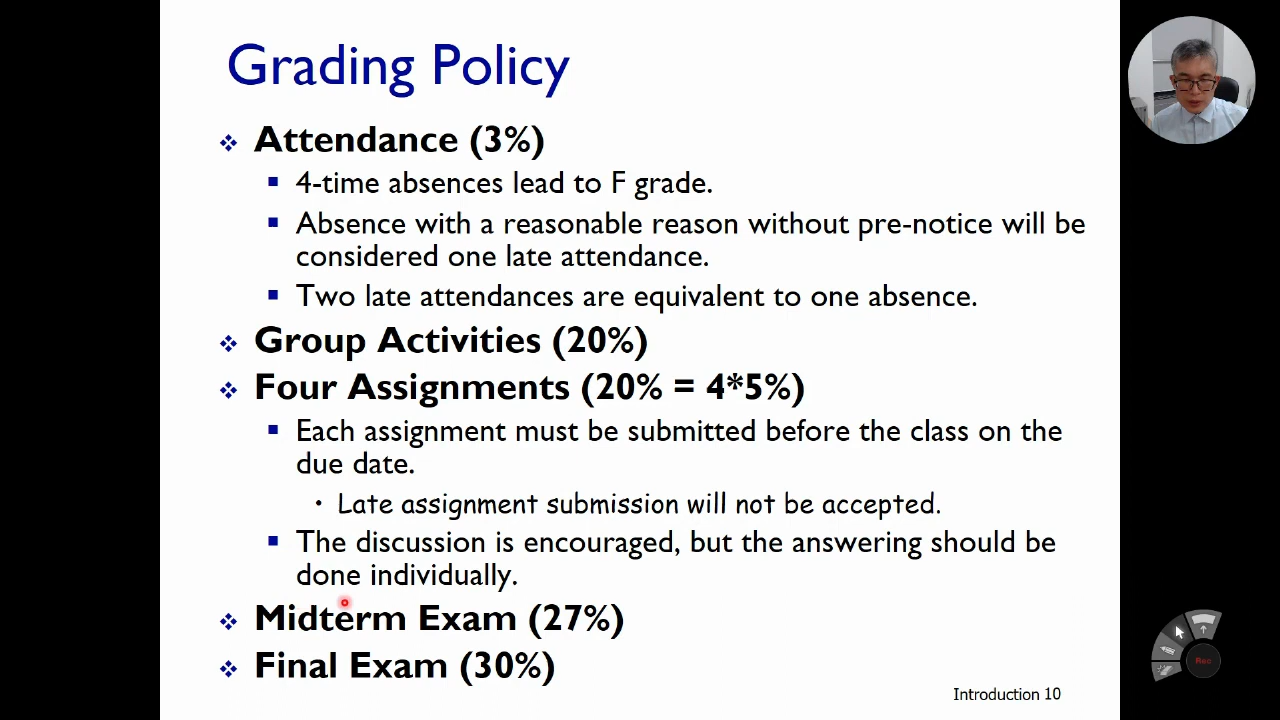 Grading Policy
Attendance (3%)
4-time absences lead to F grade.
Absence with a reasonable reason without pre-notice will be
considered one late attendance.
Two late attendances are equivalent to one absence.
Group Activities (20%)
Four Assignments (20% = 4*5%)
Each assignment must be submitted before the class on the
due date.
Late assignment submission will not be accepted.
The discussion is encouraged, but the answering should be
done individually.
Midterm Exam (27%)
Final Exam (30%)
Introduction 10
Rec